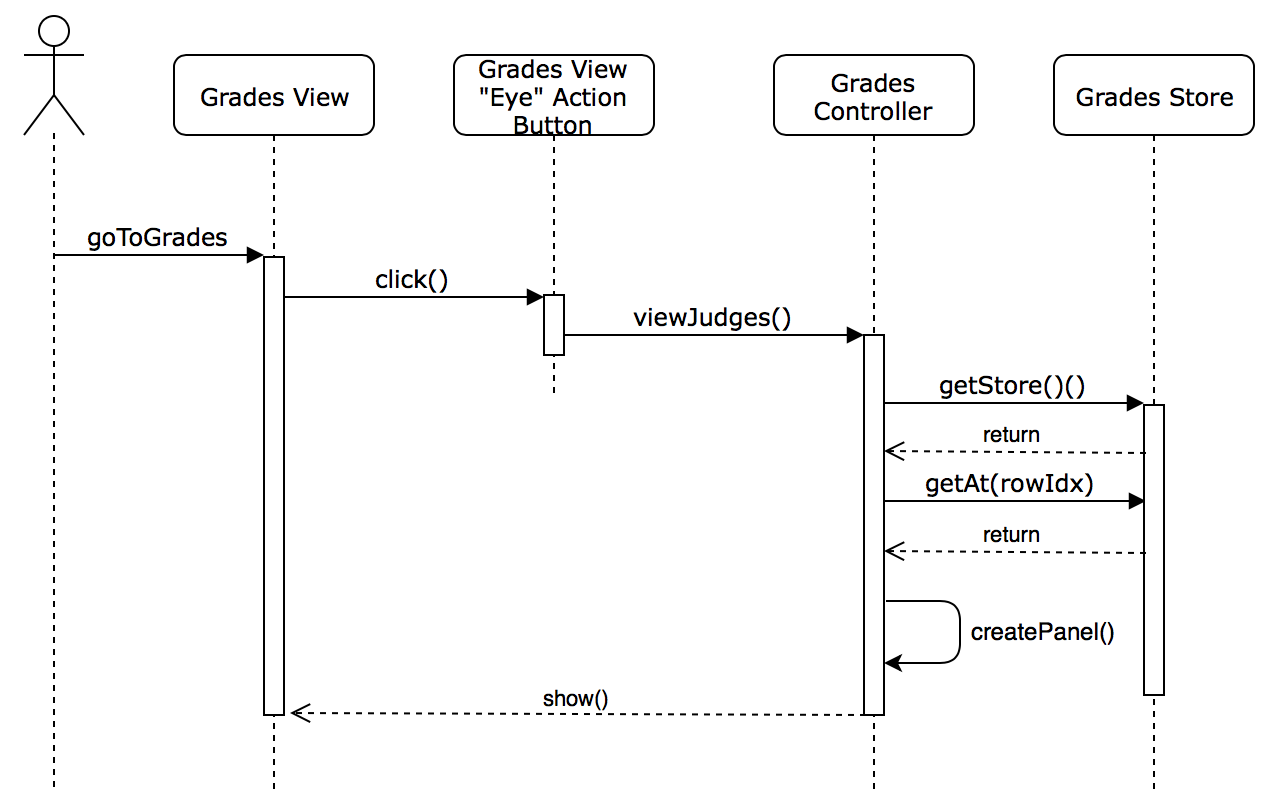 Grades View
Grades View
"Eye" Action
Button
Grades
Controller
Grades Store
goToGrades
click()
viewJudges()
getStore()()
return
getAt(rowIdx)
return
createPanel()
show()